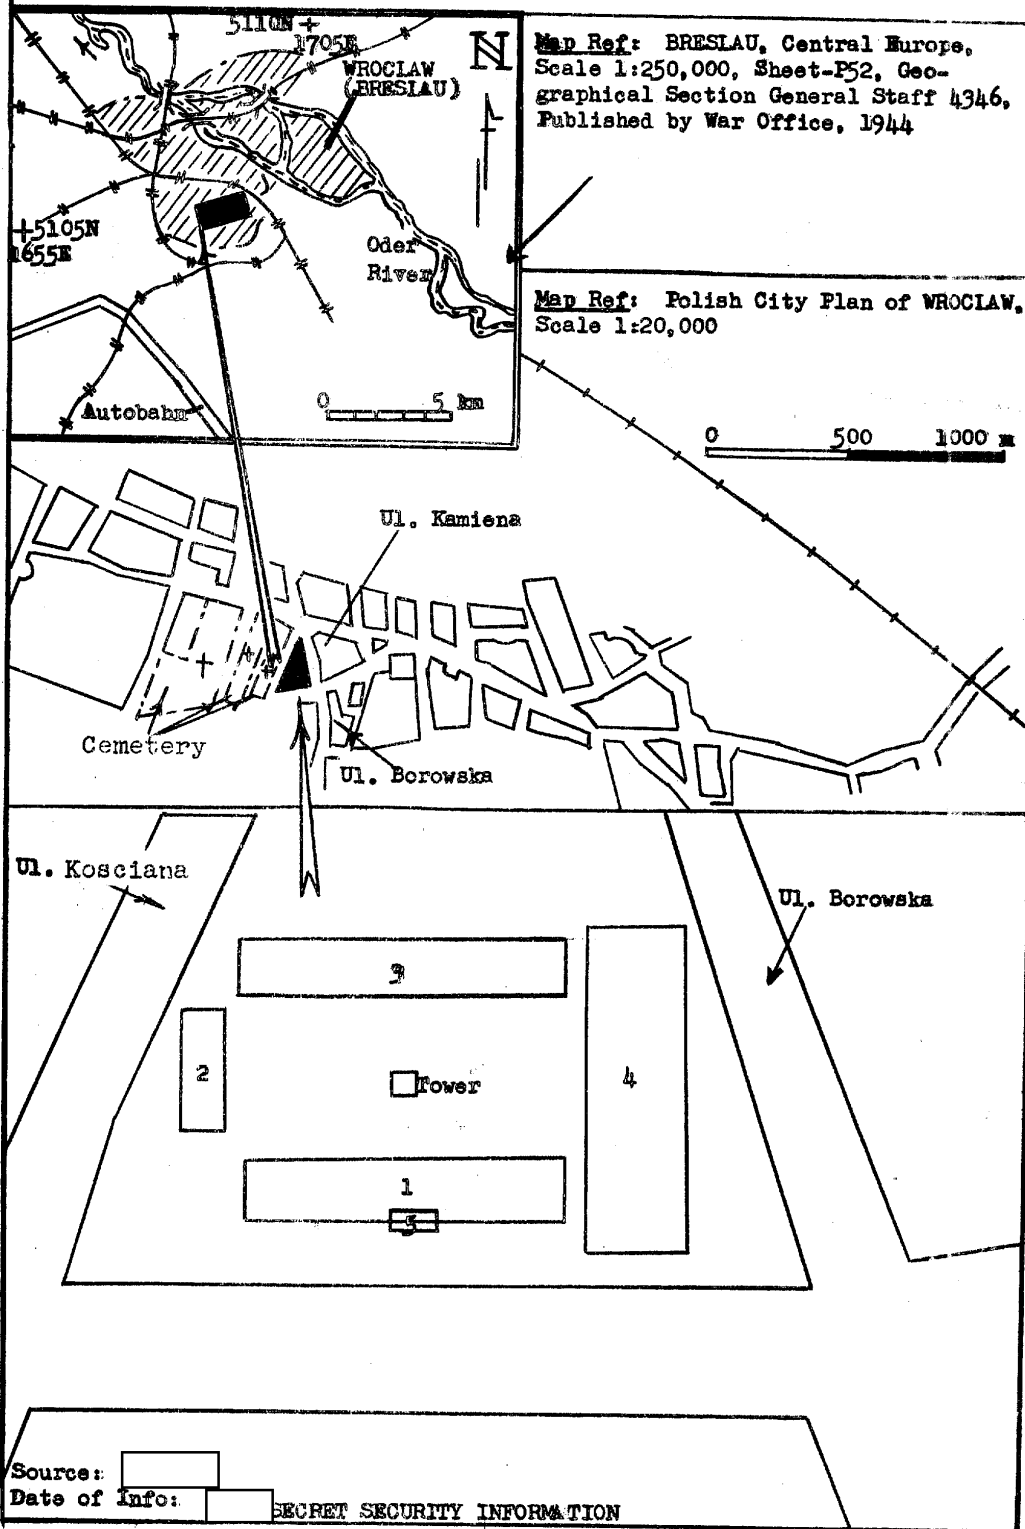 5110N +
1705E
WROCLAW
(BRESLAU)
N
+5105N
1655E
Oder
River
Autobahn
0 5 km
Map Ref: BRESLAU, Central Europe,
Scale 1:250,000, Sheet-P52, Geo-
graphical Section General Staff 4346,
Published by War Office, 1944
Map Ref: Polish City Plan of WROCLAW,
Scale 1:20,000
0 500 1000 m
Ul. Kamiena
Cemetery
Ul. Borowska
Ul. Kosciana
Ul. Borowska
3
2
Tower
4
1
5
Source:
Date of Info:
SECRET SECURITY INFORMATION